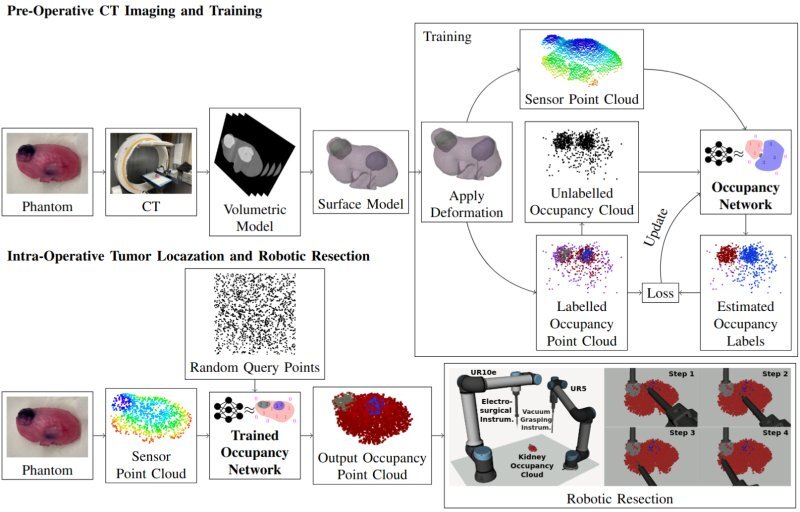 Pre-Operative CT Imaging and Training
Training
Sensor Point Cloud
Phantom
CT
Volumetric
Model
Surface Model
Apply
Deformation
Unlabelled
Occupancy Cloud
Occupancy
Network
Update
Labelled
Occupancy
Point Cloud
Loss
Estimated
Occupancy
Labels
Intra-Operative Tumor Locazation and Robotic Resection
Random Query Points
Phantom
Sensor
Point Cloud
Trained
Occupancy
Network
Output Occupancy
Point Cloud
UR10e
UR5
Electro-
surgical
Instrum.
Vacuum
Grasping
Instrum.
Kidney
Occupancy
Cloud
Step 1
Step 2
Step 3
Step 4
Robotic Resection